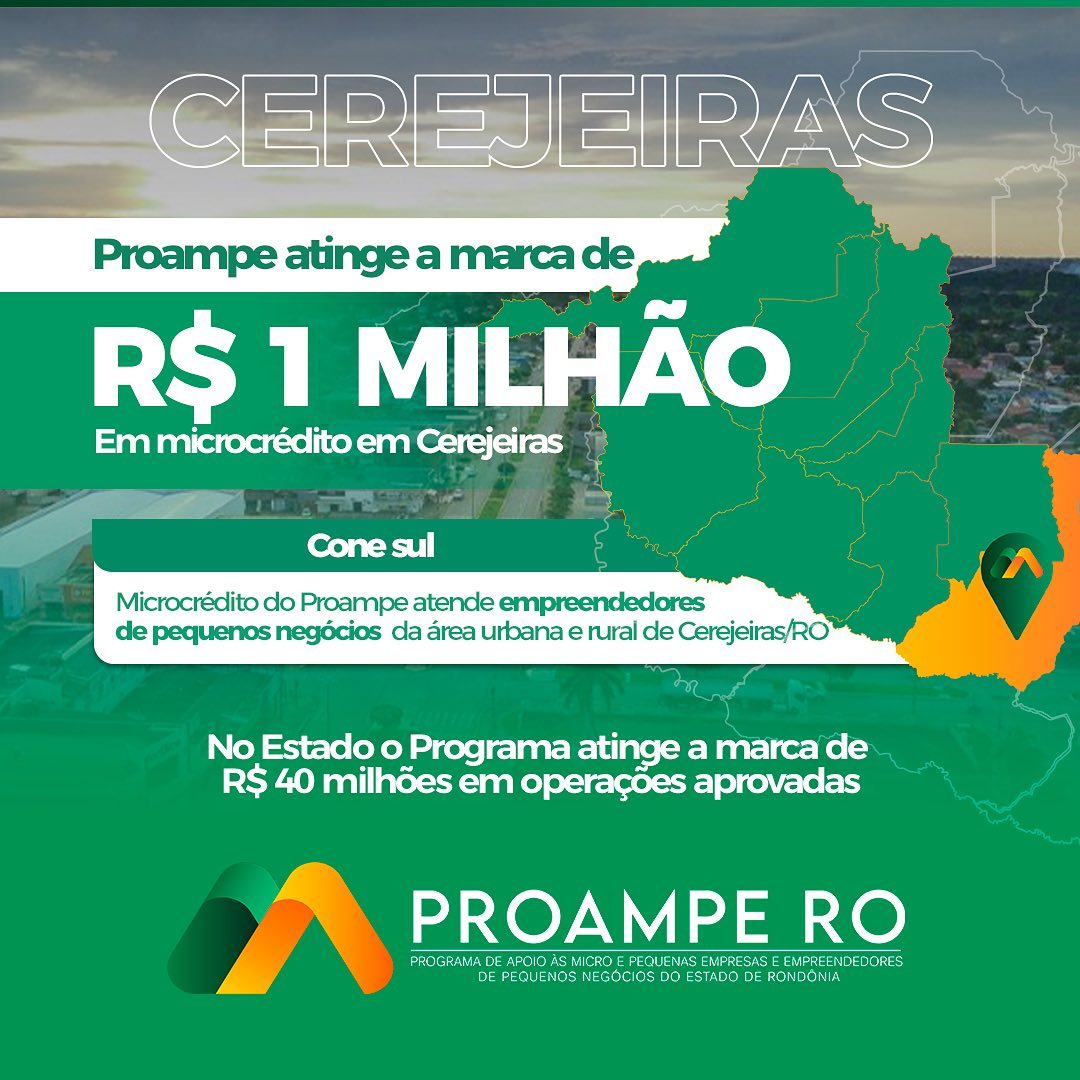 CEREJEIRAS
Proampe atinge a marca de
R$ 1 MILHÃO
Em microcrédito em Cerejeiras
Cone sul
Microcrédito do Proampe atende empreendedores
de pequenos negócios da área urbana e rural de Cerejeiras/RO
No Estado o Programa atinge a marca de
R$ 40 milhões em operações aprovadas
PROAMPE RO
PROGRAMA DE APOIO ÀS MICRO E PEQUENAS EMPRESAS E EMPREENDEDORES
DE PEQUENOS NEGÓCIOS DO ESTADO DE RONDÔNIA